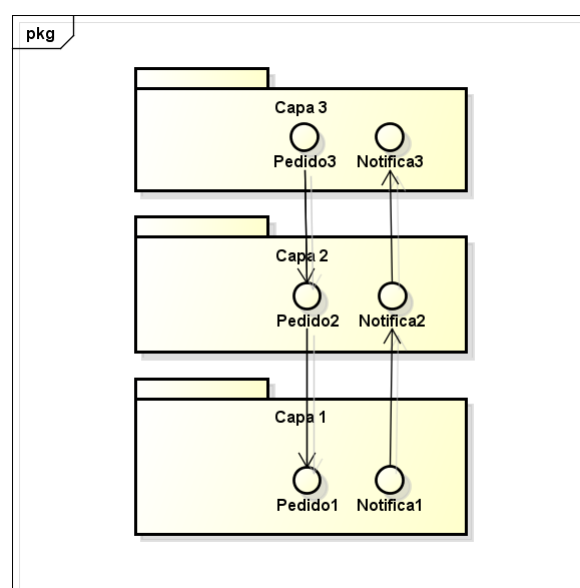 pkg
Capa 3
Pedido3 Notifica3
Capa 2
Pedido2 Notifica2
Capa 1
Pedido1 Notifica1